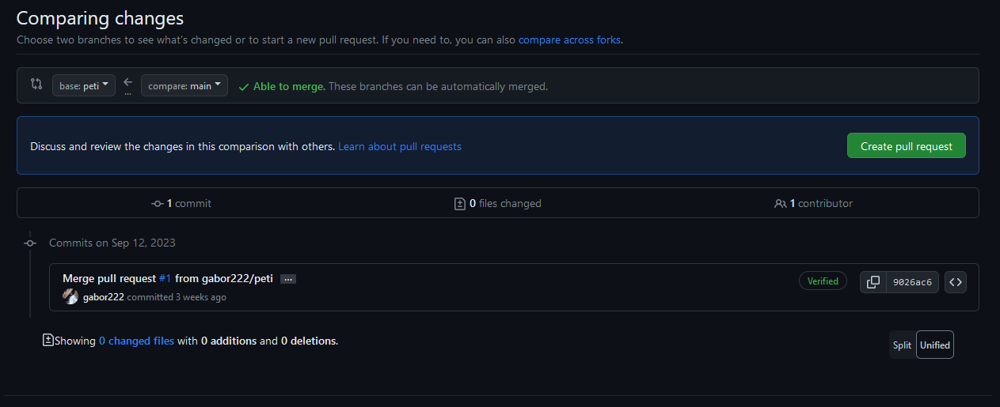 Comparing changes
Choose two branches to see what's changed or to start a new pull request. If you need to, you can also compare across forks.
base: peti
...
compare: main
Able to merge. These branches can be automatically merged.
Discuss and review the changes in this comparison with others. Learn about pull requests
Create pull request
1 commit
0 files changed
1 contributor
Commits on Sep 12, 2023
Merge pull request #1 from gabor222/peti ...
gabor222 committed 3 weeks ago
Verified
9026ac6
Showing 0 changed files with 0 additions and 0 deletions.
Split
Unified